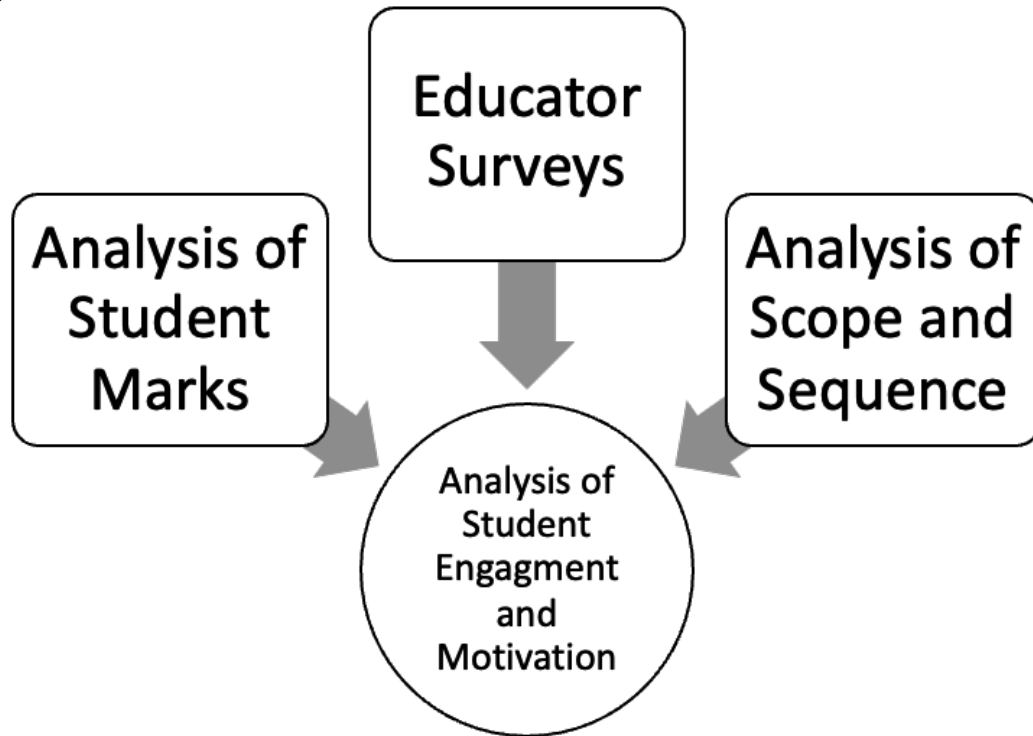 Educator
Surveys
Analysis of
Student
Marks
Analysis of
Scope and
Sequence
Analysis of
Student
Engagment
and
Motivation